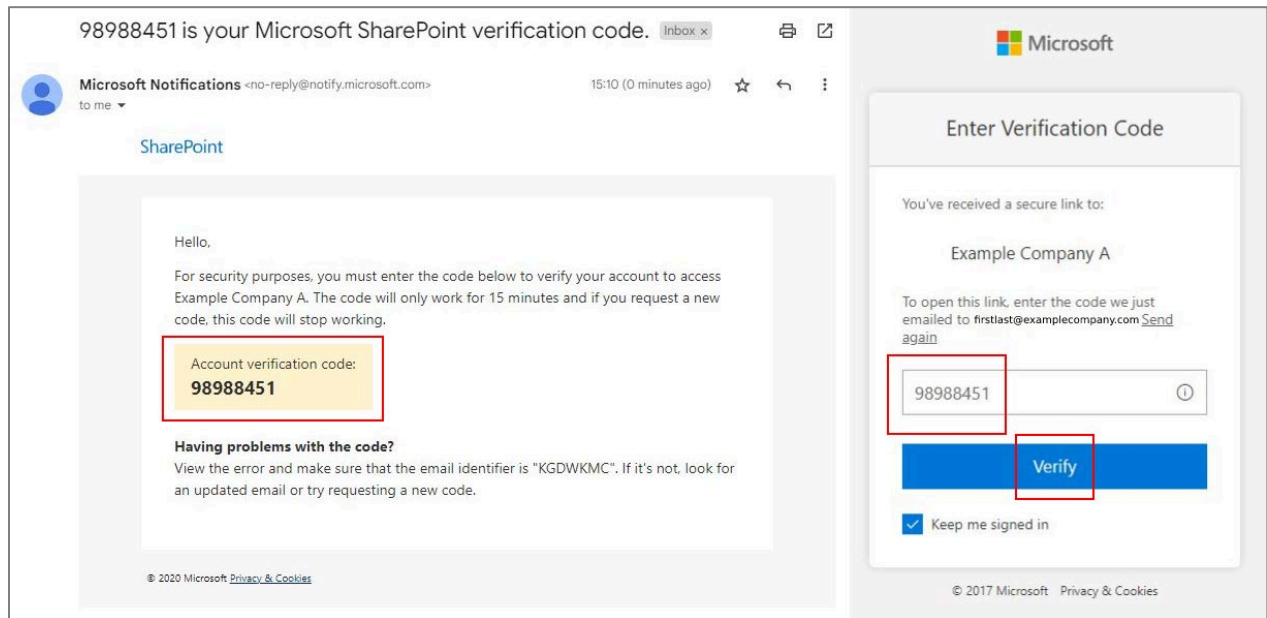 98988451 is your Microsoft SharePoint verification code. Inbox ×
Microsoft Notifications <no-reply@notify.microsoft.com> 15:10 (0 minutes ago)
to me
SharePoint
Hello,
For security purposes, you must enter the code below to verify your account to access
Example Company A. The code will only work for 15 minutes and if you request a new
code, this code will stop working.
Account verification code:
98988451
Having problems with the code?
View the error and make sure that the email identifier is "KGDWKMC". If it's not, look for
an updated email or try requesting a new code.
© 2020 Microsoft Privacy & Cookies
Microsoft
Enter Verification Code
You've received a secure link to:
Example Company A
To open this link, enter the code we just
emailed to firstlast@examplecompany.com Send
again
98988451
Verify
Keep me signed in
© 2017 Microsoft Privacy & Cookies